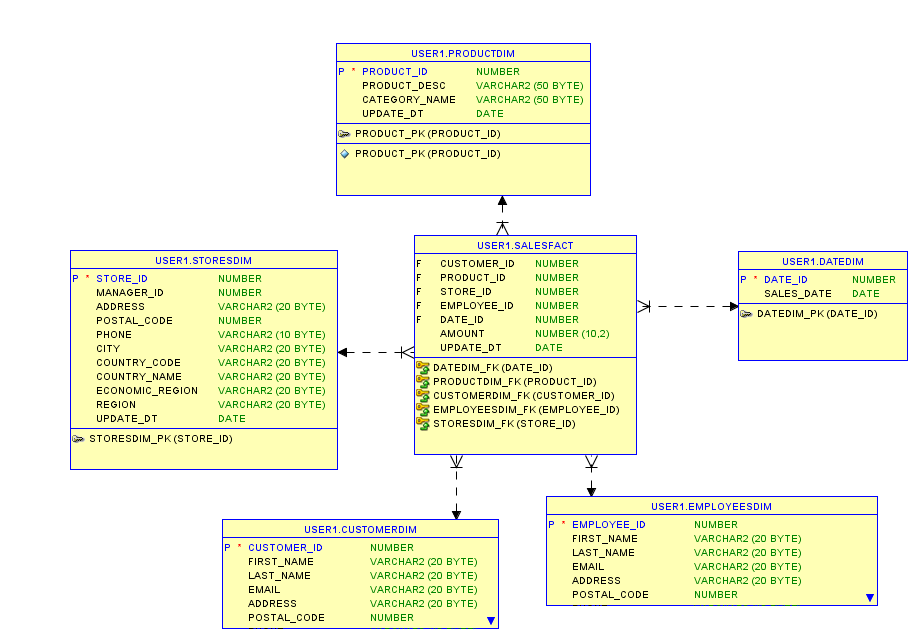 USER1.PRODUCTDIM
P * PRODUCT_ID NUMBER
PRODUCT_DESC VARCHAR2 (50 BYTE)
CATEGORY_NAME VARCHAR2 (50 BYTE)
UPDATE_DT DATE
PRODUCT_PK (PRODUCT_ID)
PRODUCT_PK (PRODUCT_ID)
USER1.STORESDIM
P * STORE_ID NUMBER
MANAGER_ID NUMBER
ADDRESS VARCHAR2 (20 BYTE)
POSTAL_CODE NUMBER
PHONE VARCHAR2 (10 BYTE)
CITY VARCHAR2 (20 BYTE)
COUNTRY_CODE VARCHAR2 (20 BYTE)
COUNTRY_NAME VARCHAR2 (20 BYTE)
ECONOMIC_REGION VARCHAR2 (20 BYTE)
REGION VARCHAR2 (20 BYTE)
UPDATE_DT DATE
STORESDIM_PK (STORE_ID)
USER1.SALESFACT
F CUSTOMER_ID NUMBER
F PRODUCT_ID NUMBER
F STORE_ID NUMBER
F EMPLOYEE_ID NUMBER
F DATE_ID NUMBER
AMOUNT NUMBER (10,2)
UPDATE_DT DATE
DATEDIM_FK (DATE_ID)
PRODUCTDIM_FK (PRODUCT_ID)
CUSTOMERDIM_FK (CUSTOMER_ID)
EMPLOYEESDIM_FK (EMPLOYEE_ID)
STORESDIM_FK (STORE_ID)
USER1.DATEDIM
P * DATE_ID NUMBER
SALES_DATE DATE
DATEDIM_PK (DATE_ID)
USER1.CUSTOMERDIM
P * CUSTOMER_ID NUMBER
FIRST_NAME VARCHAR2 (20 BYTE)
LAST_NAME VARCHAR2 (20 BYTE)
EMAIL VARCHAR2 (20 BYTE)
ADDRESS VARCHAR2 (20 BYTE)
POSTAL_CODE NUMBER
USER1.EMPLOYEESDIM
P * EMPLOYEE_ID NUMBER
FIRST_NAME VARCHAR2 (20 BYTE)
LAST_NAME VARCHAR2 (20 BYTE)
EMAIL VARCHAR2 (20 BYTE)
ADDRESS VARCHAR2 (20 BYTE)
POSTAL_CODE NUMBER